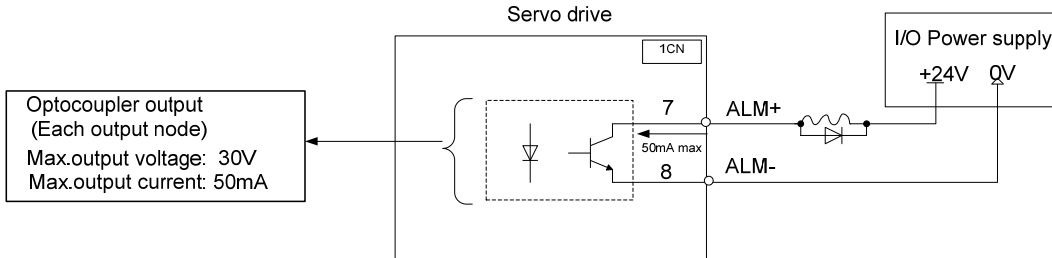 Servo drive
1CN
I/O Power supply
+24V 0V
Optocoupler output
(Each output node)
Max.output voltage: 30V
Max.output current: 50mA
7 ALM+
50mA max
8 ALM-